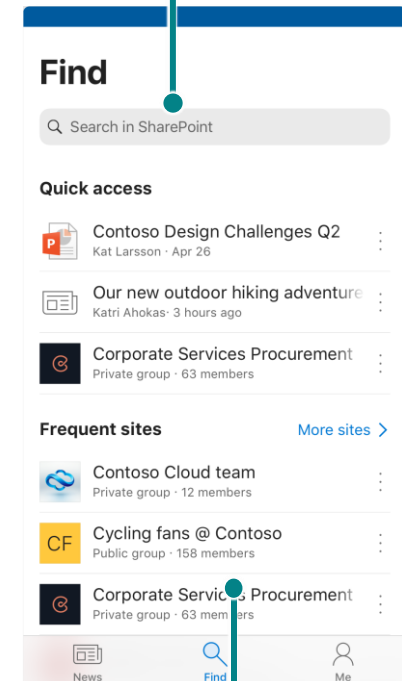 Find
Search in SharePoint
Quick access
Contoso Design Challenges Q2
Kat Larsson · Apr 26
Our new outdoor hiking adventure
Katri Ahokas· 3 hours ago
Corporate Services Procurement
Private group · 63 members
Frequent sites
More sites >
Contoso Cloud team
Private group · 12 members
CF
Cycling fans @ Contoso
Public group · 158 members
Corporate Services Procurement
Private group · 63 members
News
Find
Me